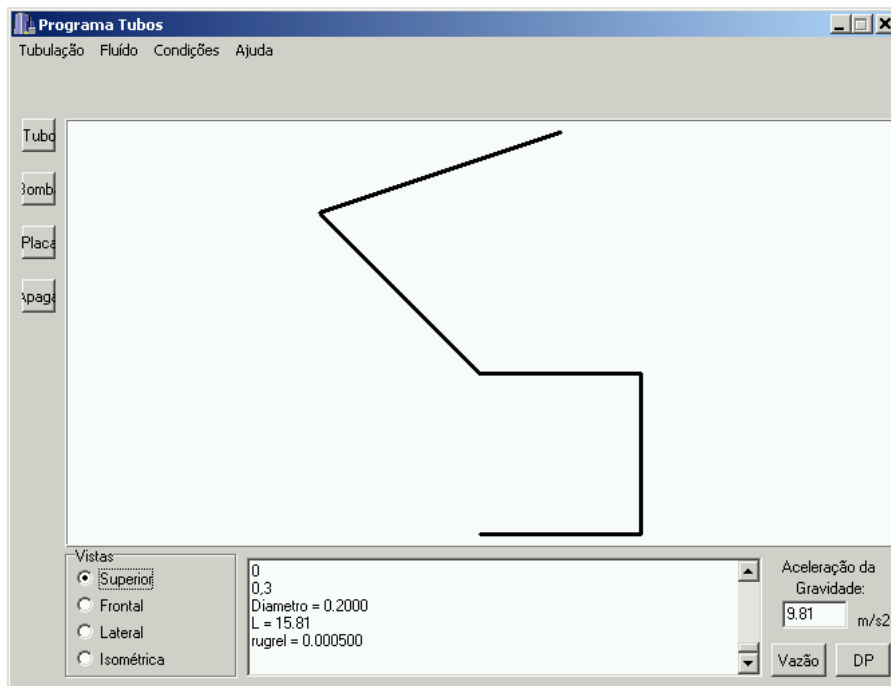 Programa Tubos
Tubulação Fluído Condições Ajuda
Tubo
Bomb
Placa
Apaga
Vistas
Superior
Frontal
Lateral
Isométrica
0
0,3
Diametro = 0.2000
L = 15.81
rugrel = 0.000500
Aceleração da
Gravidade:
9.81 m/s2
Vazão DP